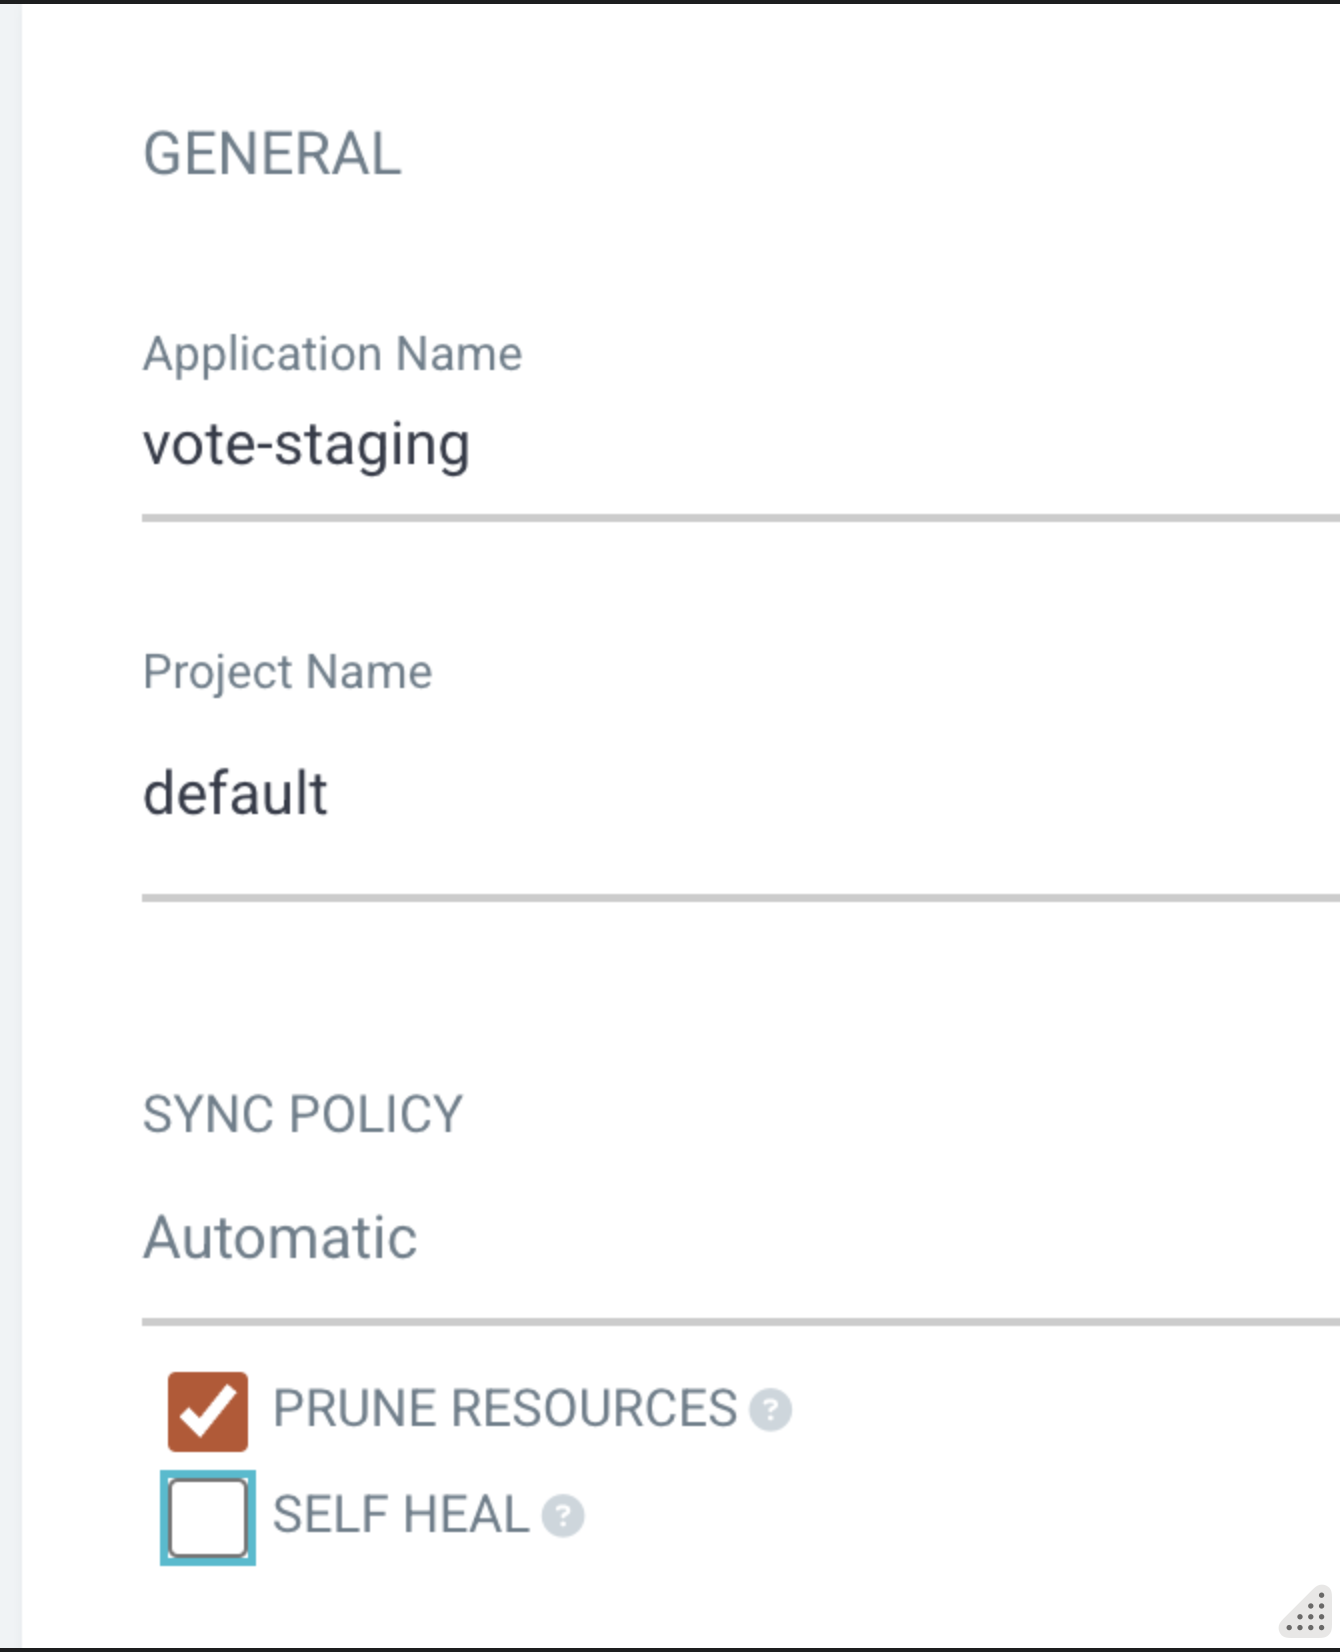 GENERAL
Application Name
vote-staging
Project Name
default
SYNC POLICY
Automatic
PRUNE RESOURCES ?
SELF HEAL ?